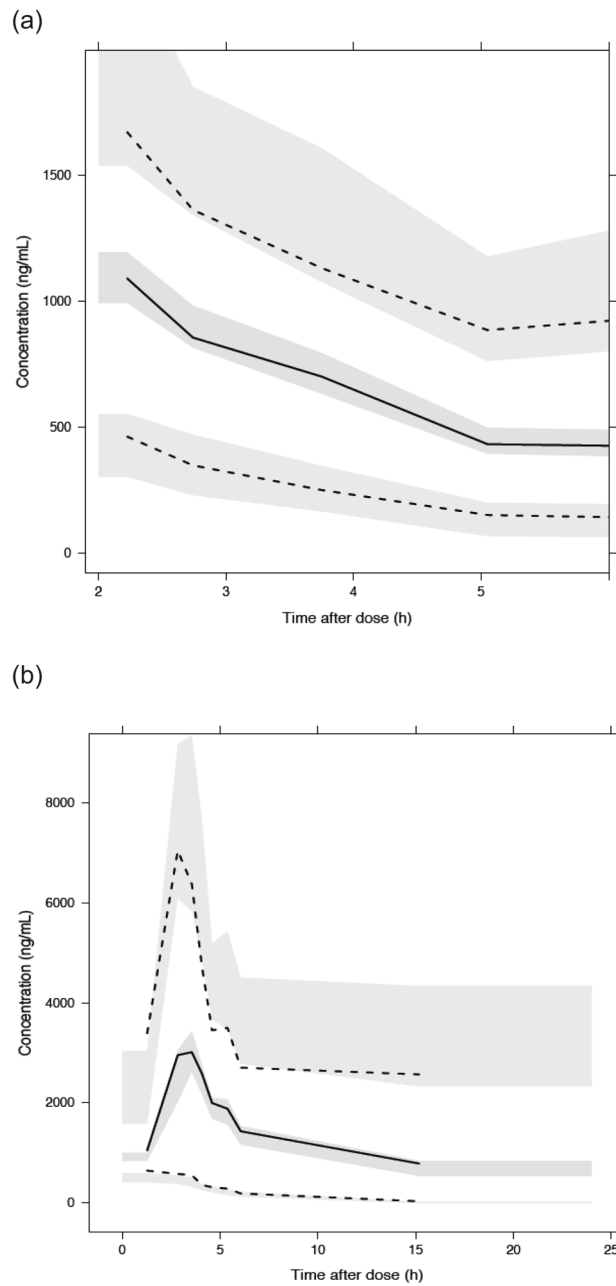 (a)
1500
1000
500
0
Concentration (ng/mL)
2 3 4 5
Time after dose (h)
(b)
8000
6000
4000
2000
0
Concentration (ng/mL)
0 5 10 15 20 25
Time after dose (h)